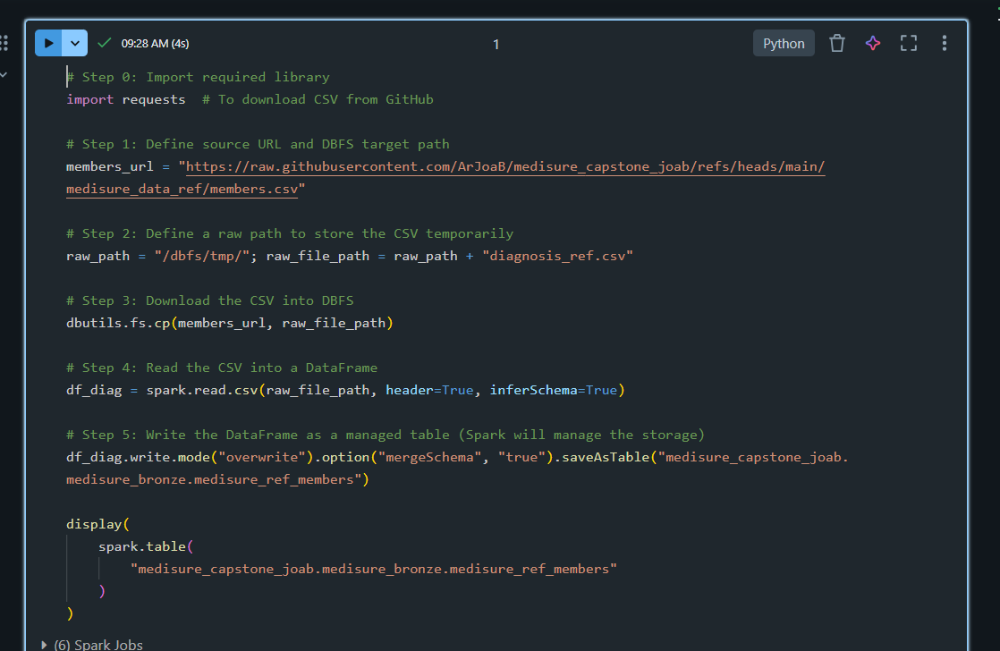 09:28 AM (4s)
1
Python
# Step 0: Import required library
import requests  # To download CSV from GitHub
# Step 1: Define source URL and DBFS target path
members_url = "https://raw.githubusercontent.com/ArJoaB/medisure_capstone_joab/refs/heads/main/
medisure_data_ref/members.csv"
# Step 2: Define a raw path to store the CSV temporarily
raw_path = "/dbfs/tmp/"; raw_file_path = raw_path + "diagnosis_ref.csv"
# Step 3: Download the CSV into DBFS
dbutils.fs.cp(members_url, raw_file_path)
# Step 4: Read the CSV into a DataFrame
df_diag = spark.read.csv(raw_file_path, header=True, inferSchema=True)
# Step 5: Write the DataFrame as a managed table (Spark will manage the storage)
df_diag.write.mode("overwrite").option("mergeSchema", "true").saveAsTable("medisure_capstone_joab.
medisure_bronze.medisure_ref_members")
display(
    spark.table(
        "medisure_capstone_joab.medisure_bronze.medisure_ref_members"
    )
)
(6) Spark Jobs